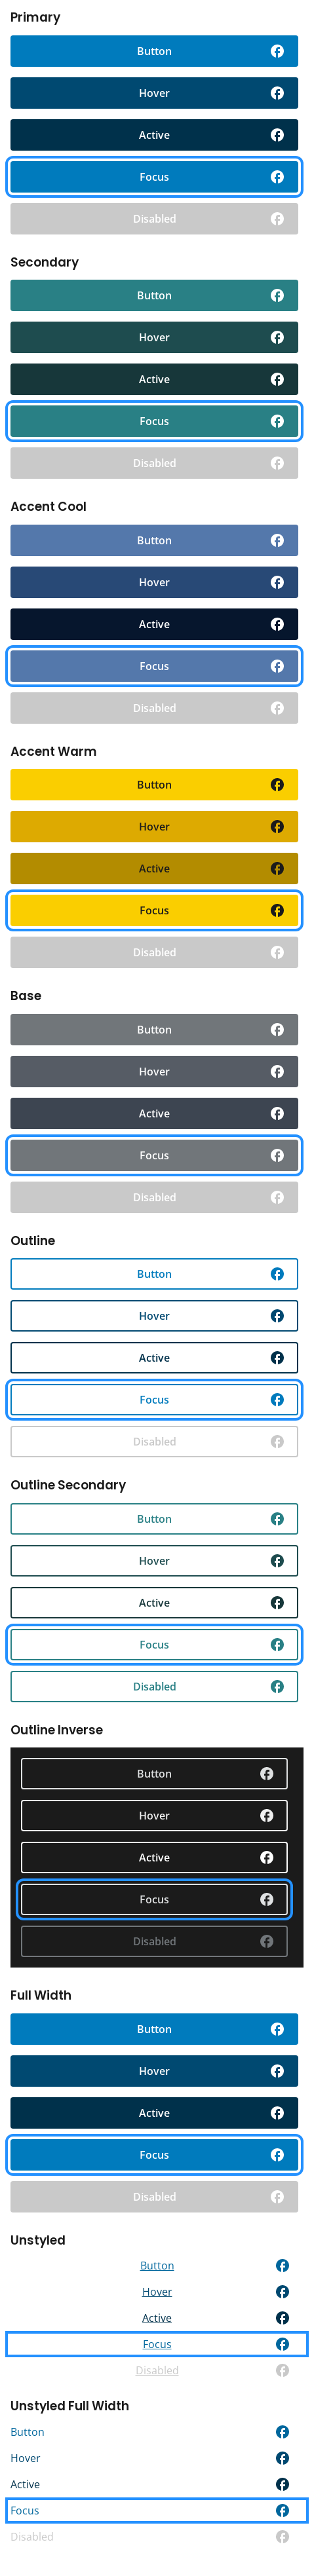 Primary
Button
Hover
Active
Focus
Disabled
Secondary
Button
Hover
Active
Focus
Disabled
Accent Cool
Button
Hover
Active
Focus
Disabled
Accent Warm
Button
Hover
Active
Focus
Disabled
Base
Button
Hover
Active
Focus
Disabled
Outline
Button
Hover
Active
Focus
Disabled
Outline Secondary
Button
Hover
Active
Focus
Disabled
Outline Inverse
Button
Hover
Active
Focus
Disabled
Full Width
Button
Hover
Active
Focus
Disabled
Unstyled
Button
Hover
Active
Focus
Disabled
Unstyled Full Width
Button
Hover
Active
Focus
Disabled